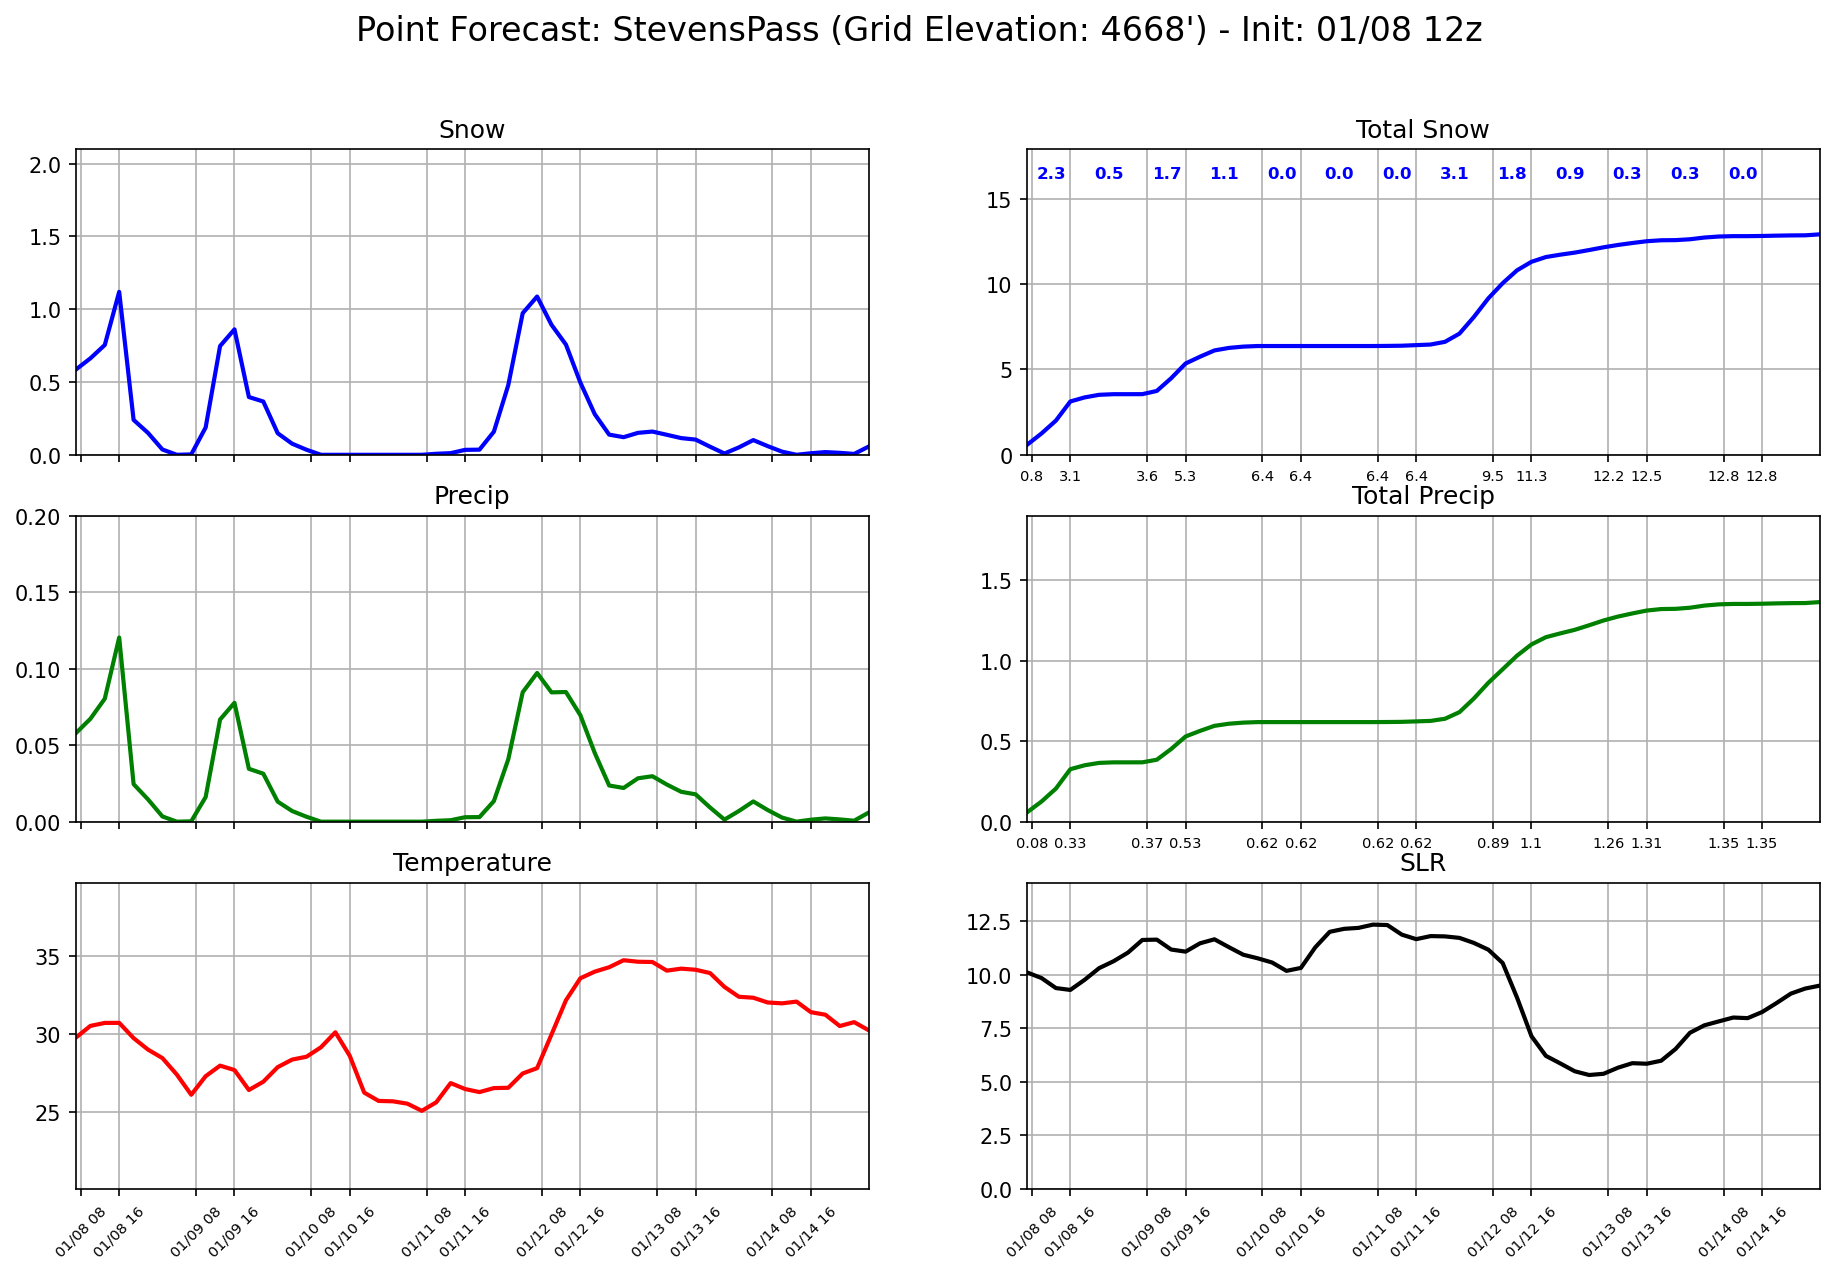 Point Forecast: StevensPass (Grid Elevation: 4668') - Init: 01/08 12z
Snow
2.0
1.5
1.0
0.5
0.0
Total Snow
2.3 0.5 1.7 1.1 0.0 0.0 0.0 3.1 1.8 0.9 0.3 0.3 0.0
15
10
5
0
0.8 3.1 3.6 5.3 6.4 6.4 6.4 6.4 9.5 11.3 12.2 12.5 12.8 12.8
Precip
0.20
0.15
0.10
0.05
0.00
Total Precip
1.5
1.0
0.5
0.0
0.08 0.33 0.37 0.53 0.62 0.62 0.62 0.62 0.89 1.1 1.26 1.31 1.35 1.35
Temperature
35
30
25
01/08 08 01/08 16 01/09 08 01/09 16 01/10 08 01/10 16 01/11 08 01/11 16 01/12 08 01/12 16 01/13 08 01/13 16 01/14 08 01/14 16
SLR
12.5
10.0
7.5
5.0
2.5
0.0
01/08 08 01/08 16 01/09 08 01/09 16 01/10 08 01/10 16 01/11 08 01/11 16 01/12 08 01/12 16 01/13 08 01/13 16 01/14 08 01/14 16